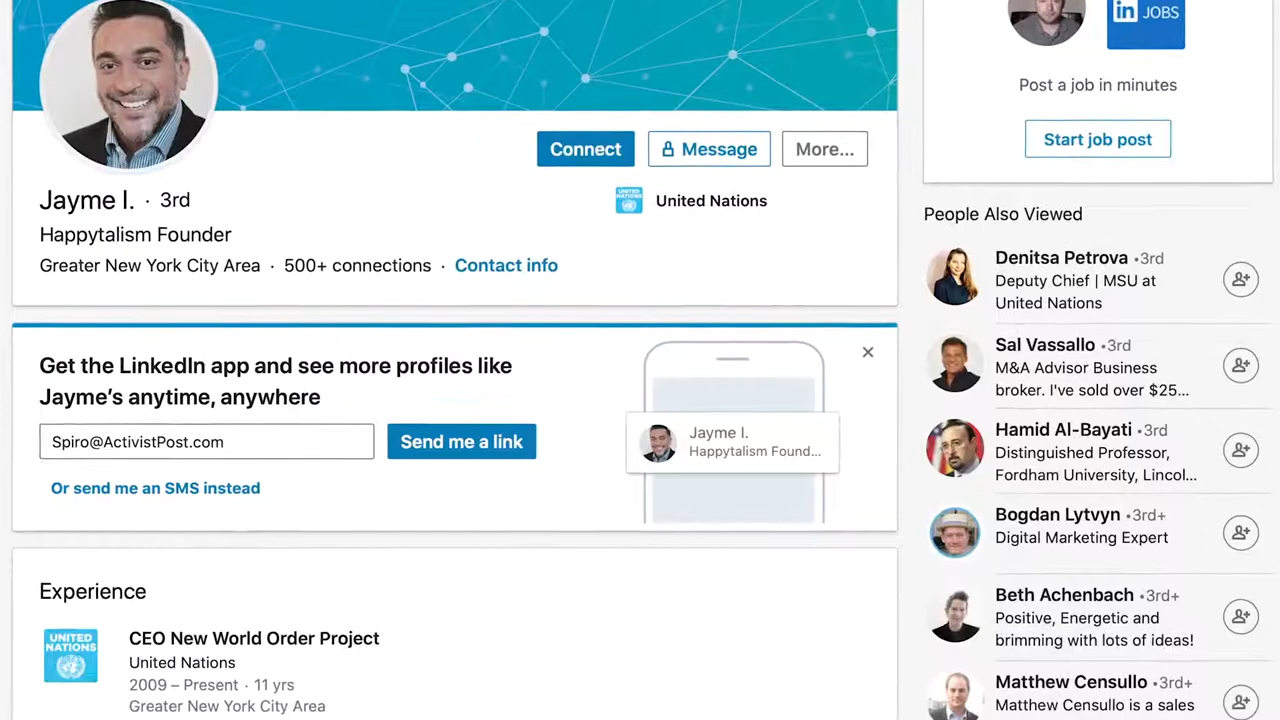 Connect
Message
More...
Jayme I. · 3rd
UNITED NATIONS
United Nations
Happytalism Founder
Greater New York City Area · 500+ connections · Contact info
Get the LinkedIn app and see more profiles like
Jayme's anytime, anywhere
Spiro@ActivistPost.com
Send me a link
Or send me an SMS instead
Jayme I.
Happytalism Found...
Experience
UNITED NATIONS
CEO New World Order Project
United Nations
2009 – Present · 11 yrs
Greater New York City Area
in JOBS
Post a job in minutes
Start job post
People Also Viewed
Denitsa Petrova • 3rd
Deputy Chief | MSU at
United Nations
Sal Vassallo • 3rd
M&A Advisor Business
broker. I've sold over $25...
Hamid Al-Bayati • 3rd
Distinguished Professor,
Fordham University, Lincol...
Bogdan Lytvyn • 3rd+
Digital Marketing Expert
Beth Achenbach • 3rd+
Positive, Energetic and
brimming with lots of ideas!
Matthew Censullo • 3rd+
Matthew Censullo is a sales